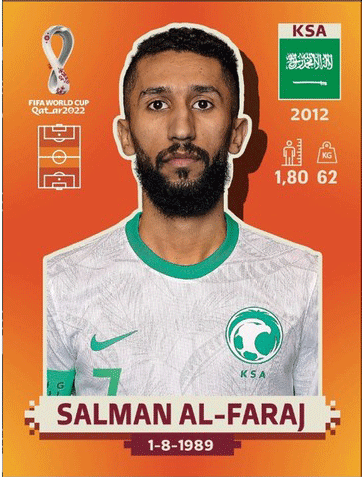 KSA
FIFA WORLD CUP
Qatar2022
2012
KG
1,80 62
KSA
7
G
SALMAN AL-FARAJ
1-8-1989